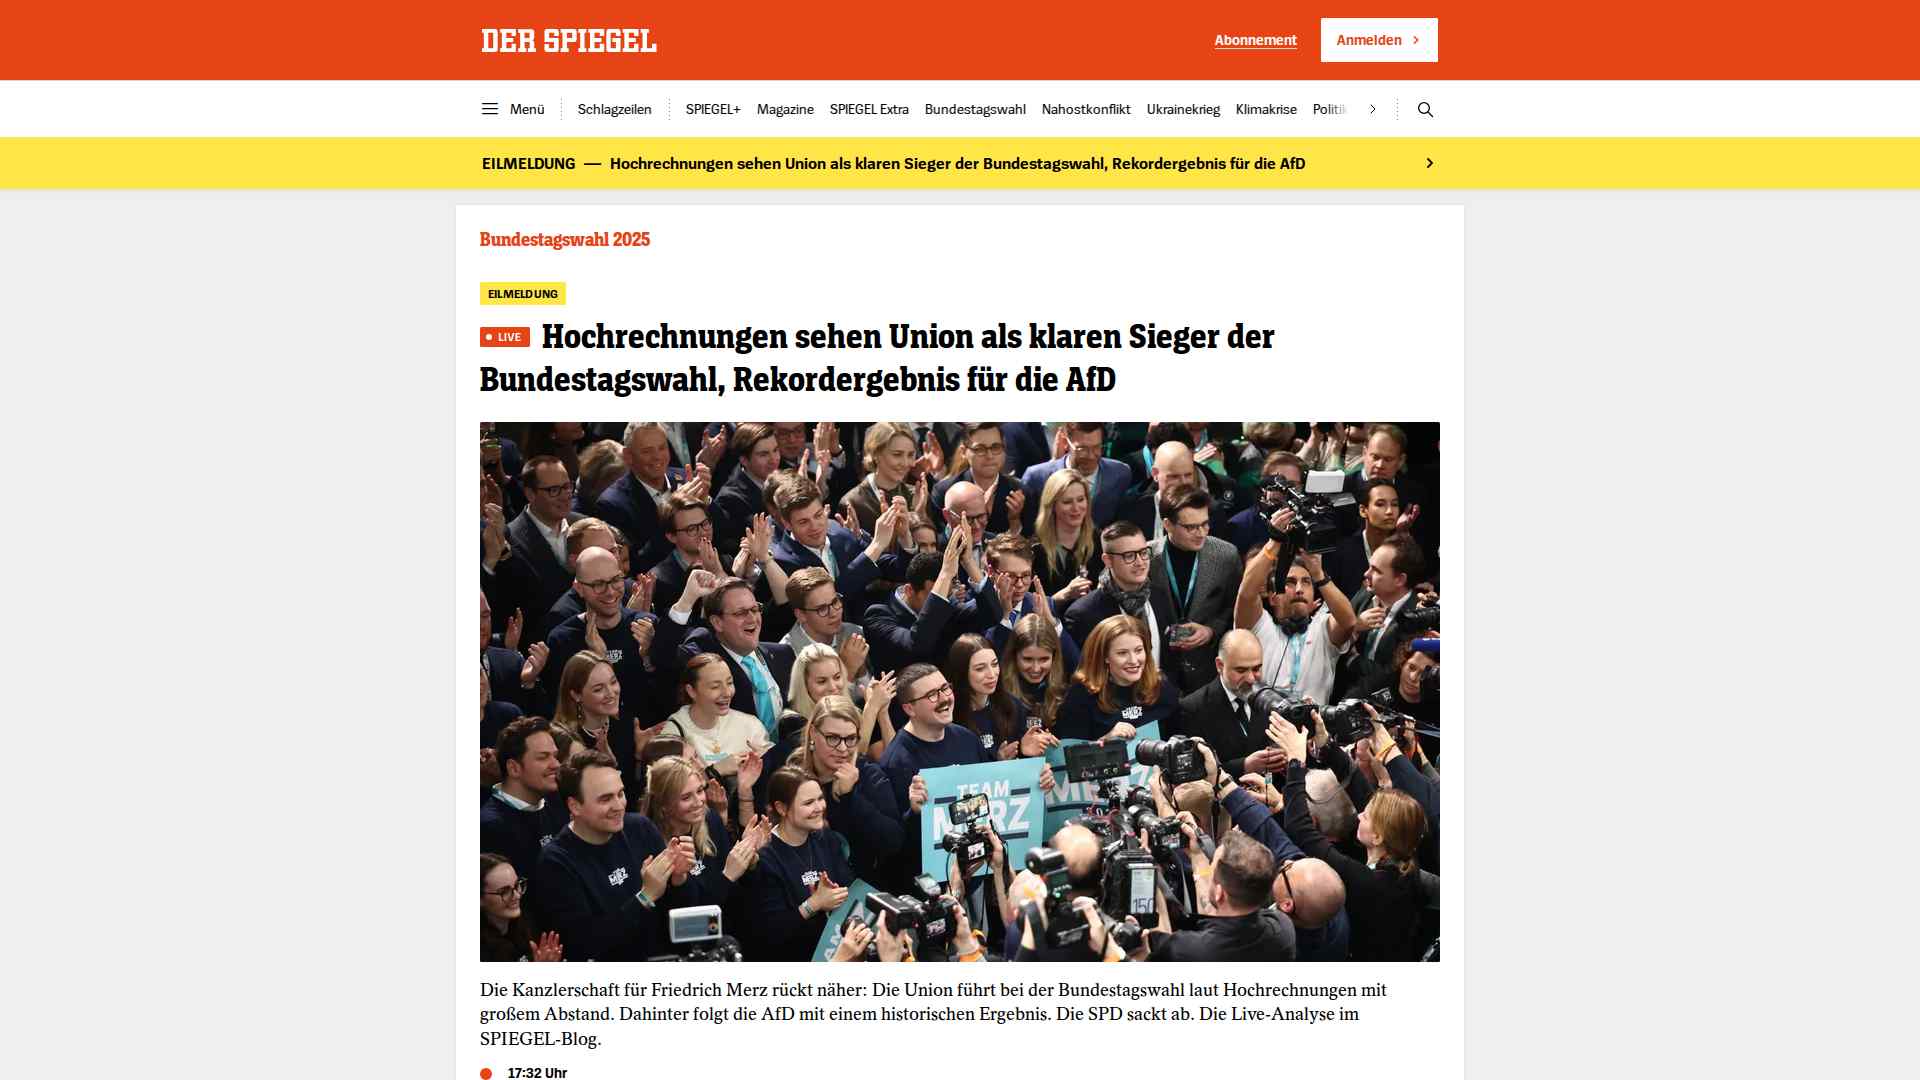 DER SPIEGEL
Abonnement
Anmelden
Menü
Schlagzeilen
SPIEGEL+
Magazine
SPIEGEL Extra
Bundestagswahl
Nahostkonflikt
Ukrainekrieg
Klimakrise
Politik
EILMELDUNG — Hochrechnungen sehen Union als klaren Sieger der Bundestagswahl, Rekordergebnis für die AfD
Bundestagswahl 2025
EILMELDUNG
LIVE Hochrechnungen sehen Union als klaren Sieger der
Bundestagswahl, Rekordergebnis für die AfD
TEAM
MERZ
MERZ
150
Die Kanzlerschaft für Friedrich Merz rückt näher: Die Union führt bei der Bundestagswahl laut Hochrechnungen mit
großem Abstand. Dahinter folgt die AfD mit einem historischen Ergebnis. Die SPD sackt ab. Die Live-Analyse im
SPIEGEL-Blog.
17:32 Uhr